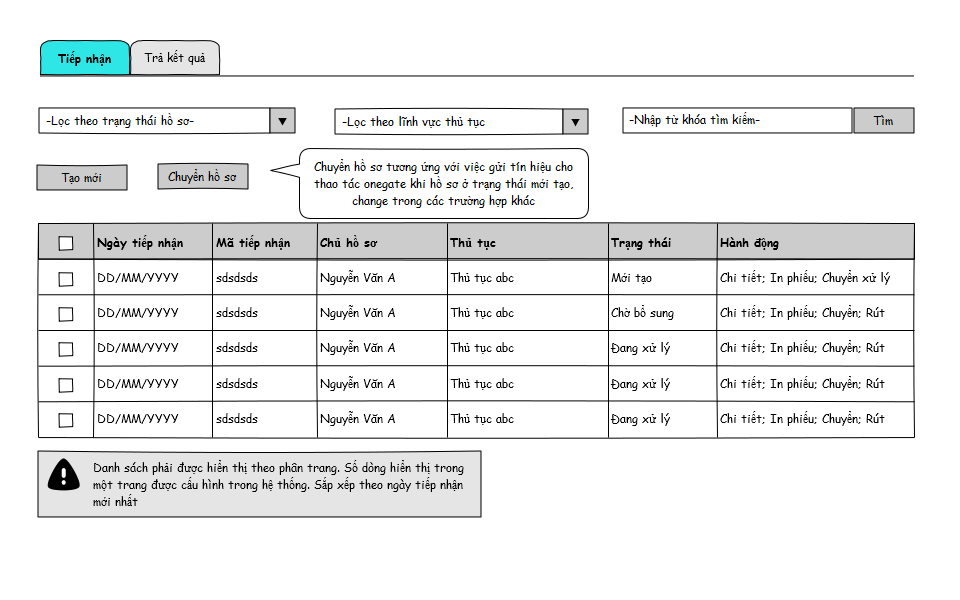 Tiếp nhận Trả kết quả
-Lọc theo trạng thái hồ sơ- -Lọc theo lĩnh vực thủ tục -Nhập từ khóa tìm kiếm- Tìm
Tạo mới Chuyển hồ sơ
Chuyển hồ sơ tương ứng với việc gửi tín hiệu cho
thao tác onegate khi hồ sơ ở trạng thái mới tạo,
change trong các trường hợp khác
Ngày tiếp nhận Mã tiếp nhận Chủ hồ sơ Thủ tục Trạng thái Hành động
DD/MM/YYYY sdsdsds Nguyễn Văn A Thủ tục abc Mới tạo Chi tiết; In phiếu; Chuyển xử lý
DD/MM/YYYY sdsdsds Nguyễn Văn A Thủ tục abc Chờ bổ sung Chi tiết; In phiếu; Chuyển; Rút
DD/MM/YYYY sdsdsds Nguyễn Văn A Thủ tục abc Đang xử lý Chi tiết; In phiếu; Chuyển; Rút
DD/MM/YYYY sdsdsds Nguyễn Văn A Thủ tục abc Đang xử lý Chi tiết; In phiếu; Chuyển; Rút
DD/MM/YYYY sdsdsds Nguyễn Văn A Thủ tục abc Đang xử lý Chi tiết; In phiếu; Chuyển; Rút
Danh sách phải được hiển thị theo phân trang. Số dòng hiển thị trong
một trang được cấu hình trong hệ thống. Sắp xếp theo ngày tiếp nhận
mới nhất